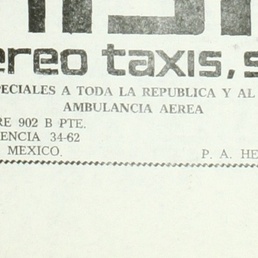 ereo taxis, s
PECIALES A TODA LA REPUBLICA Y AL
AMBULANCIA AEREA
RE 902 B PTE.
ENCIA 34-62
MEXICO.
P. A. HE